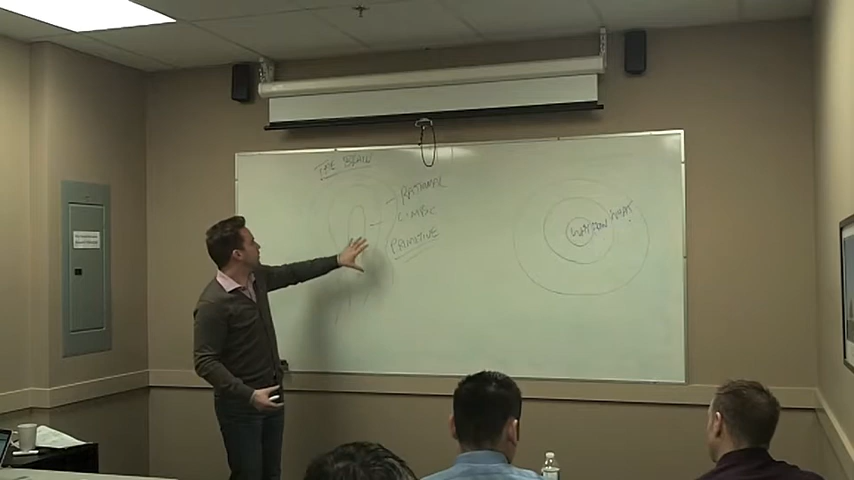 THE BRAIN
RATIONAL
LIMBIC
PRIMITIVE
WHY HOW WHAT